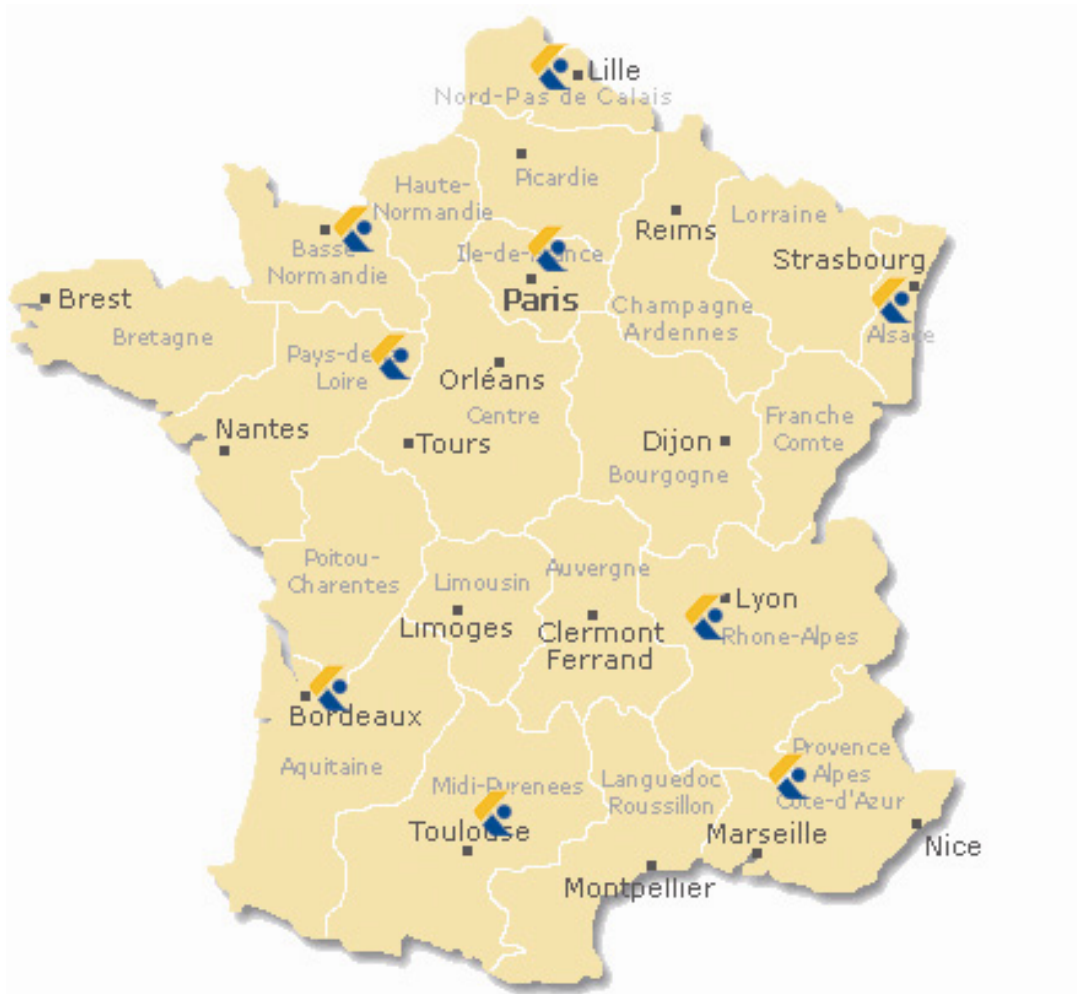 Lille
Nord-Pas de Calais
Picardie
Haute-
Normandie
Reims
Lorraine
Basse
Normandie
Ile-de-France
Strasbourg
Paris
Brest
Bretagne
Champagne
Ardennes
Alsace
Pays-de
Loire
Orléans
Centre
Franche
Comte
Nantes
Tours
Dijon
Bourgogne
Poitou-
Charentes
Limousin
Auvergne
Lyon
Rhone-Alpes
Limoges
Clermont
Ferrand
Bordeaux
Aquitaine
Midi-Pyrenees
Languedoc
Roussillon
Provence
Alpes
Cote-d'Azur
Toulouse
Marseille
Nice
Montpellier